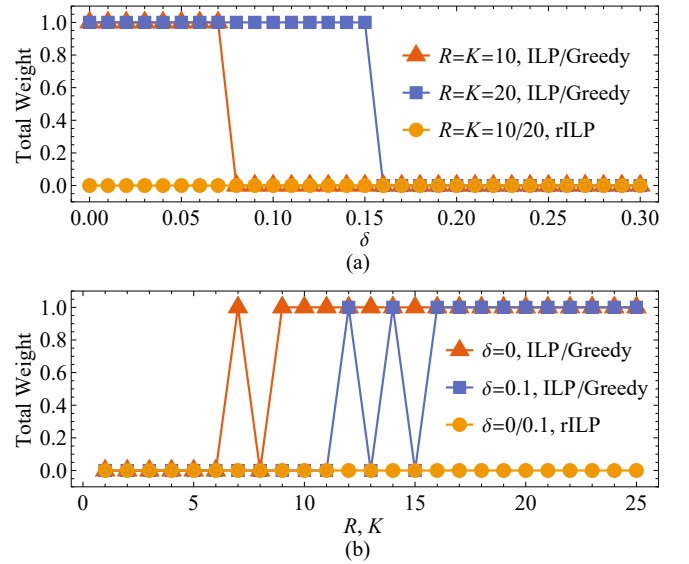 1.0
0.8
0.6
0.4
0.2
0.0
Total Weight
R=K=10, ILP/Greedy
R=K=20, ILP/Greedy
R=K=10/20, rILP
0.00 0.05 0.10 0.15 0.20 0.25 0.30
δ
(a)
1.0
0.8
0.6
0.4
0.2
0.0
Total Weight
δ=0, ILP/Greedy
δ=0.1, ILP/Greedy
δ=0/0.1, rILP
0 5 10 15 20 25
R, K
(b)